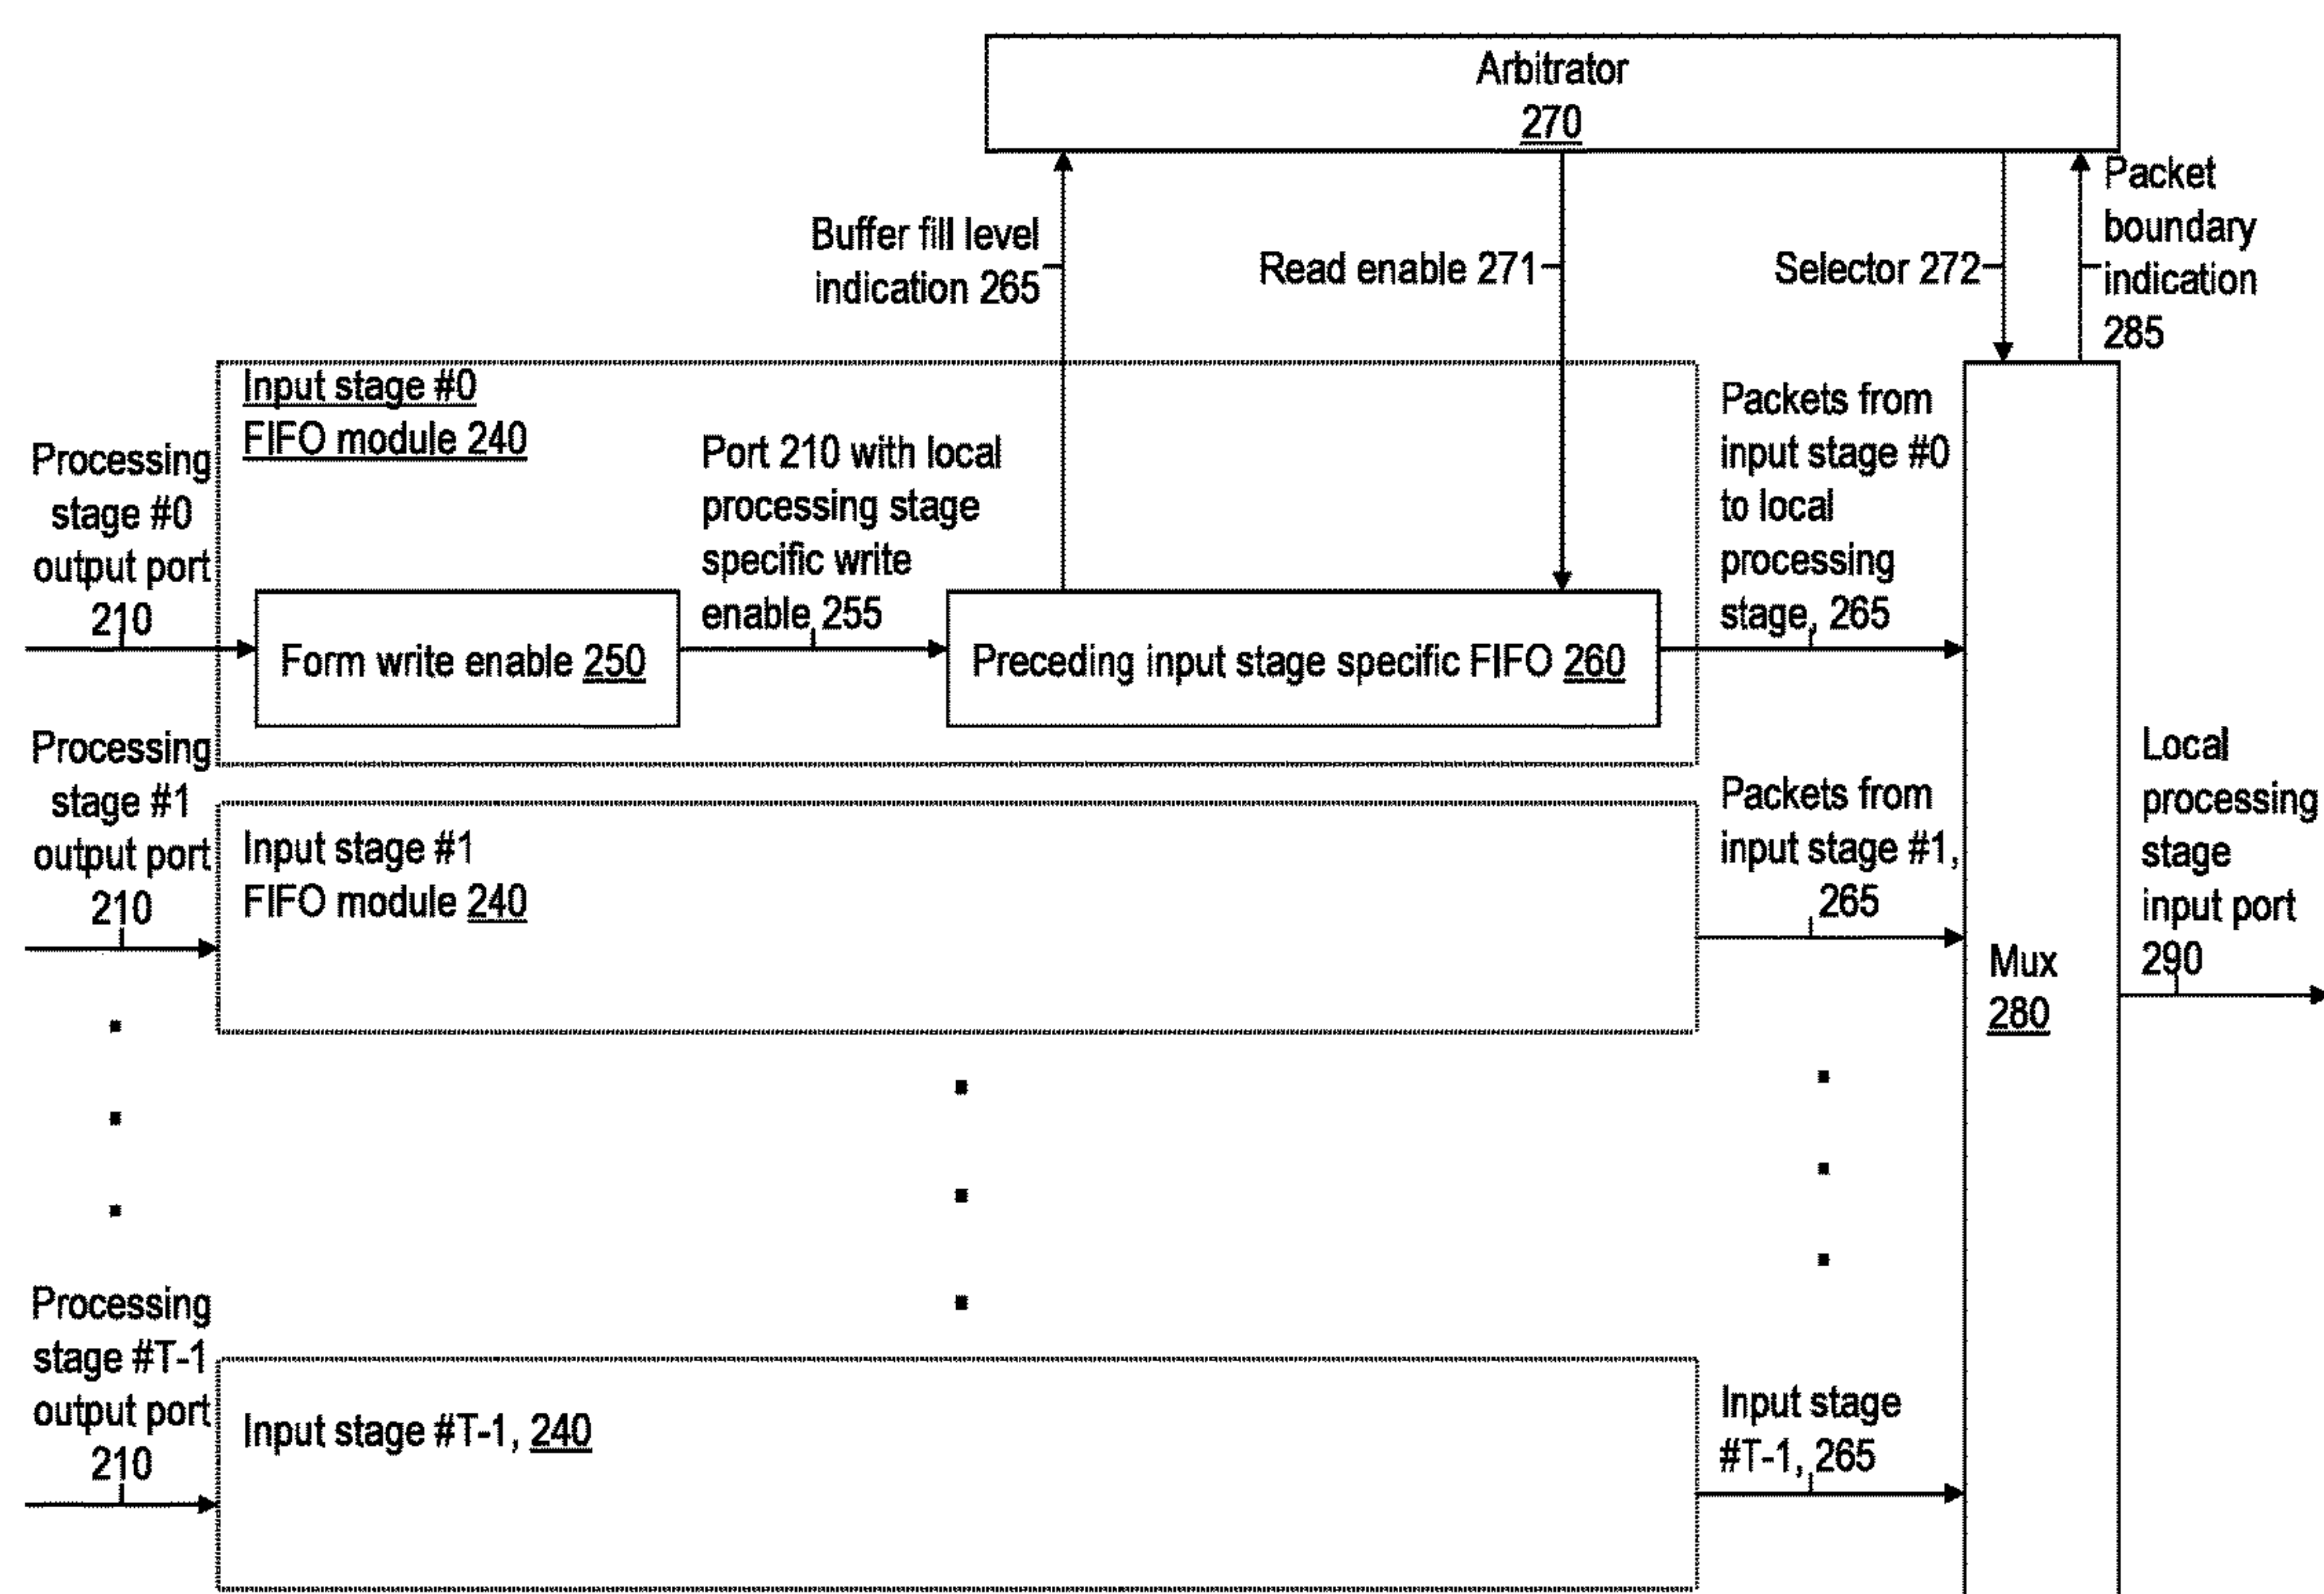 Arbitrator
270
Buffer fill level
indication 265
Read enable 271
Selector 272
Packet
boundary
indication
285
Input stage #0
FIFO module 240
Processing
stage #0
output port
210
Form write enable 250
Port 210 with local
processing stage
specific write
enable 255
Preceding input stage specific FIFO 260
Packets from
input stage #0
to local
processing
stage, 265
Processing
stage #1
output port
210
Input stage #1
FIFO module 240
Packets from
input stage #1,
265
Mux
280
Local
processing
stage
input port
290
Processing
stage #T-1
output port
210
Input stage #T-1, 240
Input stage
#T-1, 265